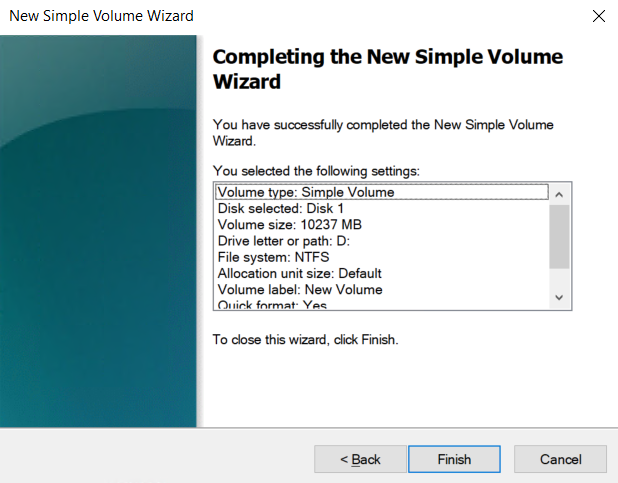 New Simple Volume Wizard
Completing the New Simple Volume
Wizard
You have successfully completed the New Simple Volume
Wizard.
You selected the following settings:
Volume type: Simple Volume
Disk selected: Disk 1
Volume size: 10237 MB
Drive letter or path: D:
File system: NTFS
Allocation unit size: Default
Volume label: New Volume
Quick format: Yes
To close this wizard, click Finish.
< Back
Finish
Cancel